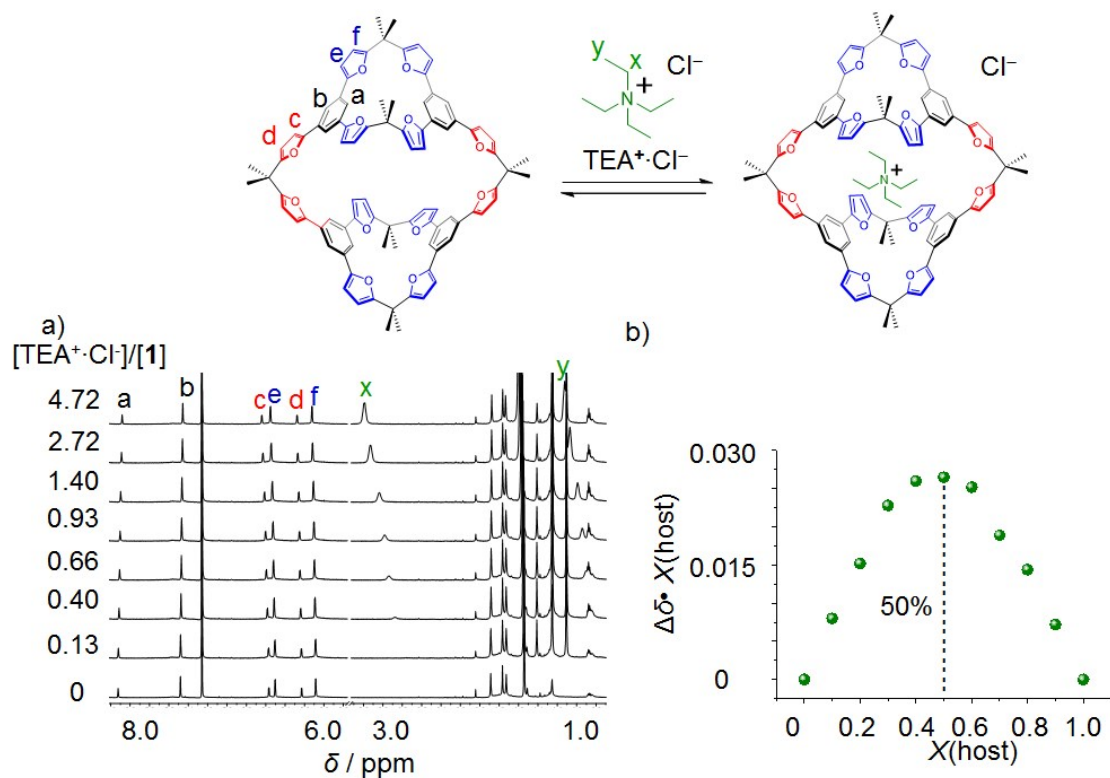 f
e
a
b
c
d
O O O O O O O O O O O O
y
x
+ Cl⁻
N
TEA⁺·Cl⁻
Cl⁻
+
N
O O O O O O O O O O O O
a)
[TEA⁺·Cl⁻]/[1]
b)
a b c e d f x y
4.72
2.72
1.40
0.93
0.66
0.40
0.13
0
8.0 6.0 3.0 1.0
δ / ppm
0.030
0.015
0
Δδ• X(host)
50%
0 0.2 0.4 0.6 0.8 1.0
X(host)